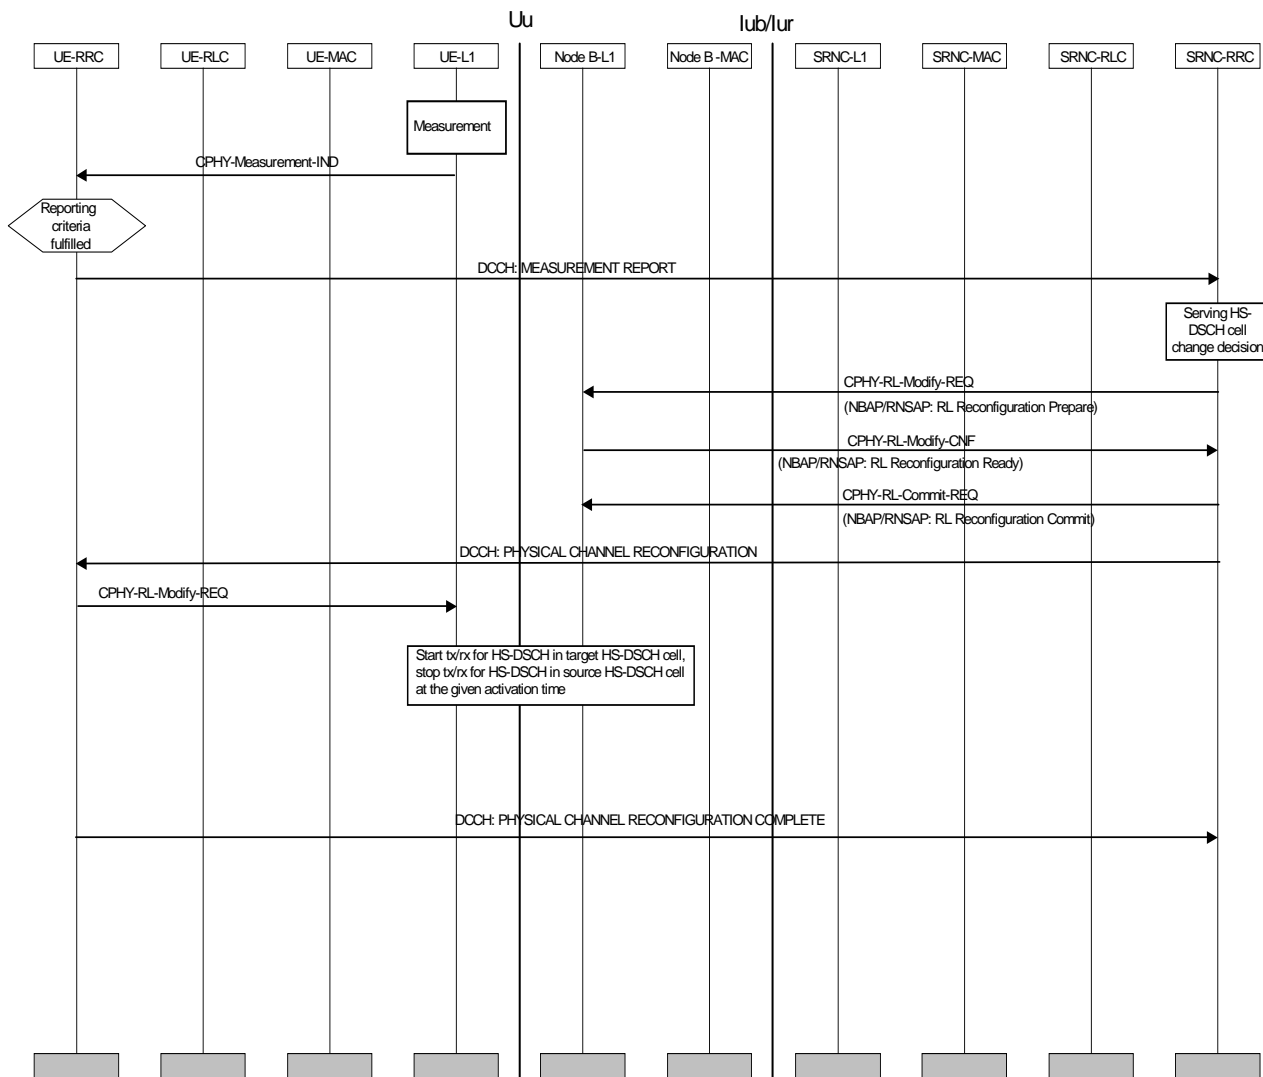 Uu
Iub/Iur
UE-RRC
UE-RLC
UE-MAC
UE-L1
Node B-L1
Node B -MAC
SRNC-L1
SRNC-MAC
SRNC-RLC
SRNC-RRC
Measurement
CPHY-Measurement-IND
Reporting
criteria
fulfilled
DCCH: MEASUREMENT REPORT
Serving HS-
DSCH cell
change decision
CPHY-RL-Modify-REQ
(NBAP/RNSAP: RL Reconfiguration Prepare)
CPHY-RL-Modify-CNF
(NBAP/RNSAP: RL Reconfiguration Ready)
CPHY-RL-Commit-REQ
(NBAP/RNSAP: RL Reconfiguration Commit)
DCCH: PHYSICAL CHANNEL RECONFIGURATION
CPHY-RL-Modify-REQ
Start tx/rx for HS-DSCH in target HS-DSCH cell,
stop tx/rx for HS-DSCH in source HS-DSCH cell
at the given activation time
DCCH: PHYSICAL CHANNEL RECONFIGURATION COMPLETE